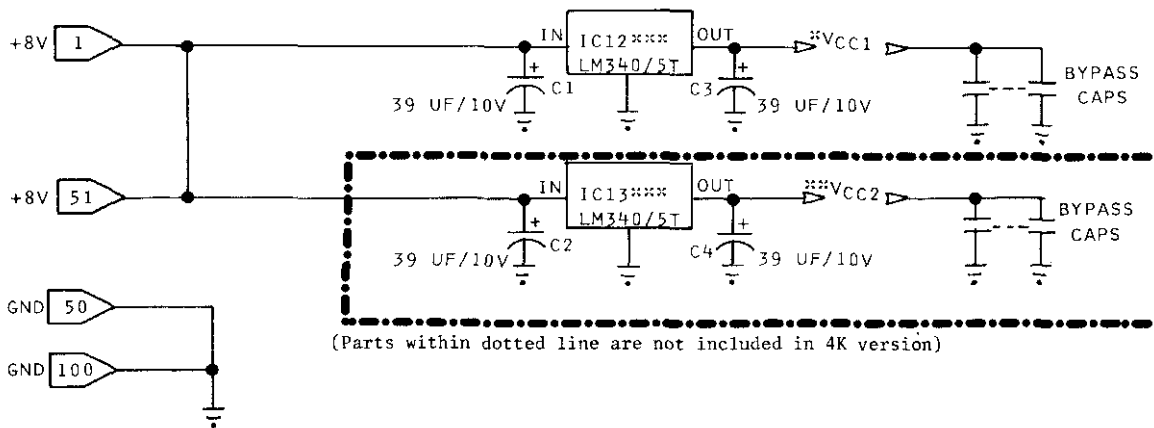 +8V 1
IN IC12*** OUT **VCC1
LM340/5T
+ C1 + C3
39 UF/10V 39 UF/10V
BYPASS
CAPS
+8V 51
IN IC13*** OUT **VCC2
LM340/5T
+ C2 + C4
39 UF/10V 39 UF/10V
BYPASS
CAPS
GND 50
(Parts within dotted line are not included in 4K version)
GND 100